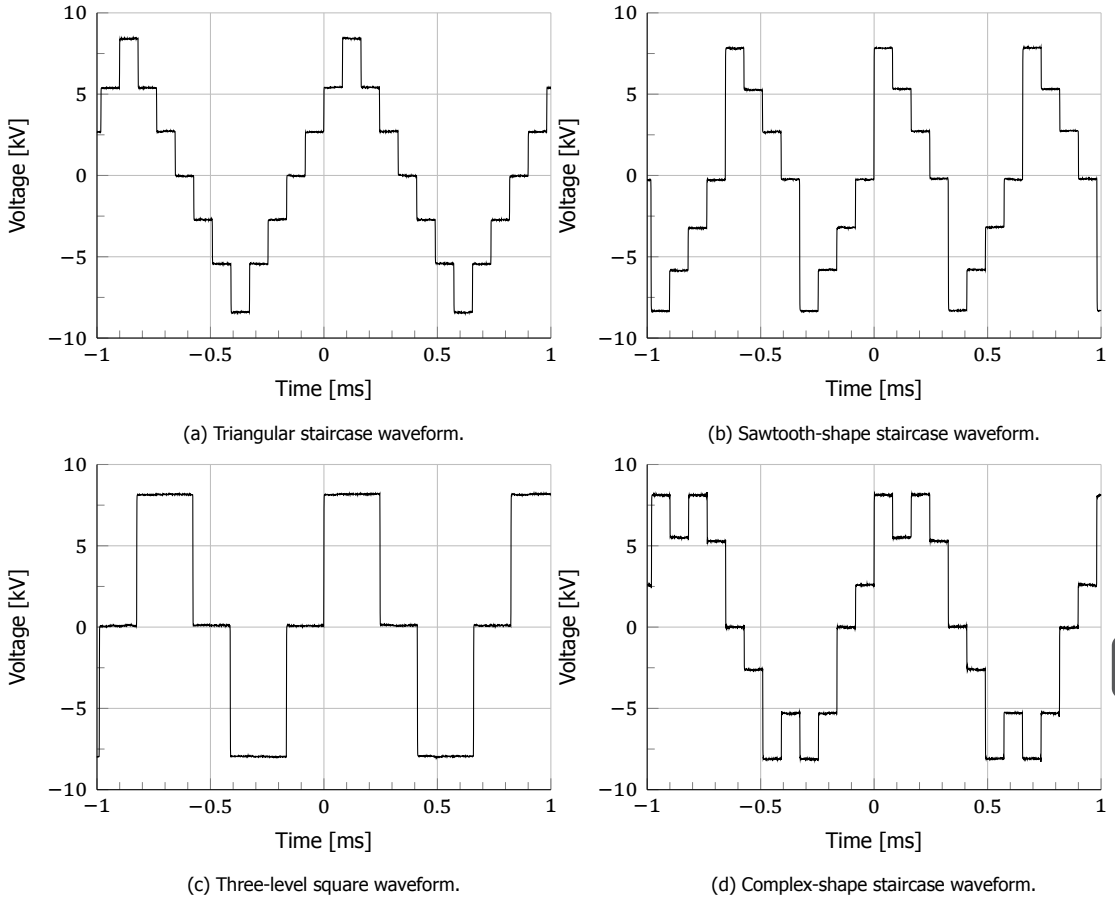 10
5
0
−5
−10
Voltage [kV]
−1 −0.5 0 0.5 1
Time [ms]
(a) Triangular staircase waveform.
10
5
0
−5
−10
Voltage [kV]
−1 −0.5 0 0.5 1
Time [ms]
(b) Sawtooth-shape staircase waveform.
10
5
0
−5
−10
Voltage [kV]
−1 −0.5 0 0.5 1
Time [ms]
(c) Three-level square waveform.
10
5
0
−5
−10
Voltage [kV]
−1 −0.5 0 0.5 1
Time [ms]
(d) Complex-shape staircase waveform.